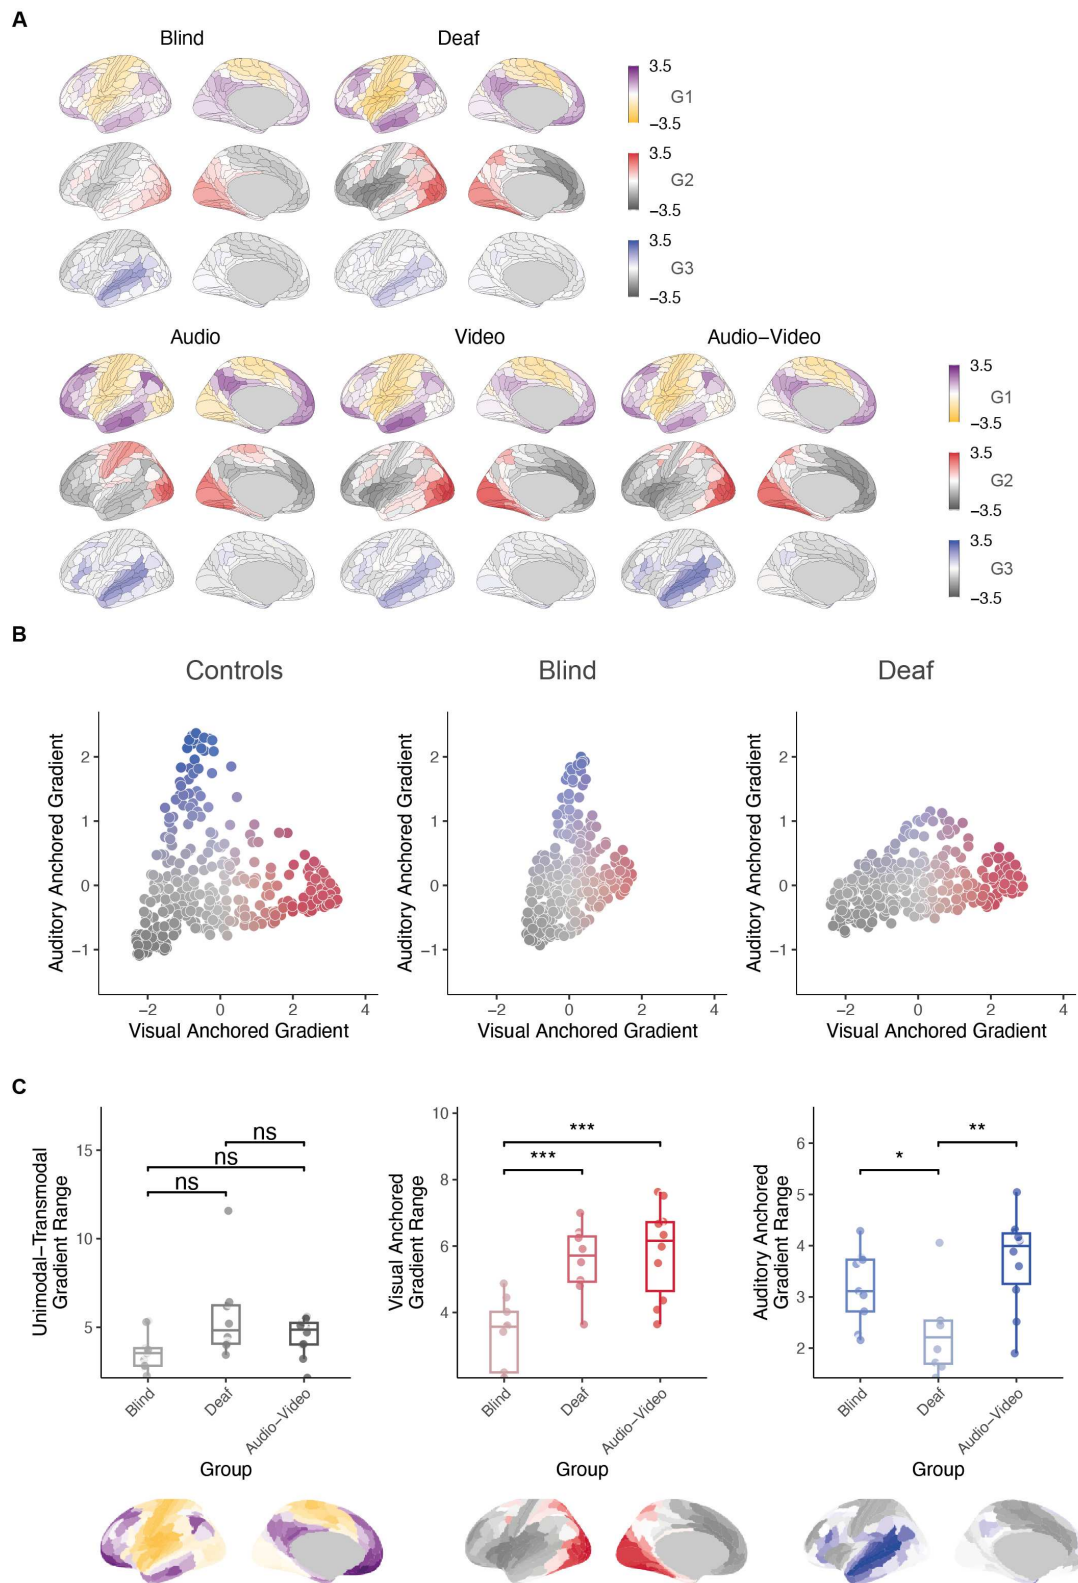 A
Blind
Deaf
3.5
G1
−3.5
3.5
G2
−3.5
3.5
G3
−3.5
Audio
Video
Audio−Video
3.5
G1
−3.5
3.5
G2
−3.5
3.5
G3
−3.5
B
Controls
Blind
Deaf
Auditory Anchored Gradient
2
1
0
−1
−2
0
2
4
Visual Anchored Gradient
Auditory Anchored Gradient
2
1
0
−1
−2
0
2
4
Visual Anchored Gradient
Auditory Anchored Gradient
2
1
0
−1
−2
0
2
4
Visual Anchored Gradient
C
Unimodal−Transmodal
Gradient Range
15
10
5
ns
ns
ns
Blind
Deaf
Audio−Video
Group
Visual Anchored
Gradient Range
10
8
6
4
***
***
Blind
Deaf
Audio−Video
Group
Auditory Anchored
Gradient Range
6
5
4
3
2
*
**
Blind
Deaf
Audio−Video
Group